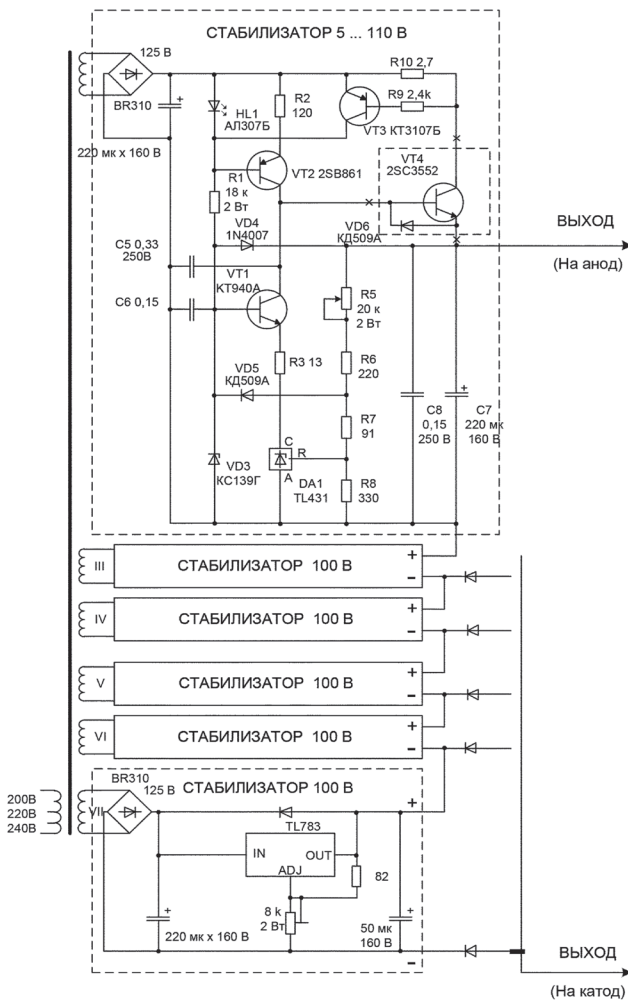 СТАБИЛИЗАТОР 5 ... 110 В
125 В
BR310
+
220 мк x 160 В
HL1
АЛ307Б
R2
120
R10 2,7
R9 2,4k
VT3 КТ3107Б
VT2 2SB861
VT4
2SC3552
R1
18 к
2 Вт
VD4
1N4007
VD6
КД509А
ВЫХОД
(На анод)
C5 0,33
250В
VT1
КТ940А
C6 0,15
R5
20 к
2 Вт
R3 13
R6
220
VD5
КД509А
R7
91
C8
0,15
250 В
+
C7
220 мк
160 В
C
R
A
VD3
КС139Г
DA1
TL431
R8
330
III
СТАБИЛИЗАТОР 100 В
+
-
IV
СТАБИЛИЗАТОР 100 В
+
-
V
СТАБИЛИЗАТОР 100 В
+
-
VI
СТАБИЛИЗАТОР 100 В
+
-
BR310
125 В
СТАБИЛИЗАТОР 100 В
+
200В
220В
240В
VII
TL783
IN
OUT
ADJ
82
+
220 мк x 160 В
8 k
2 Вт
+
50 мк
160 В
-
ВЫХОД
(На катод)